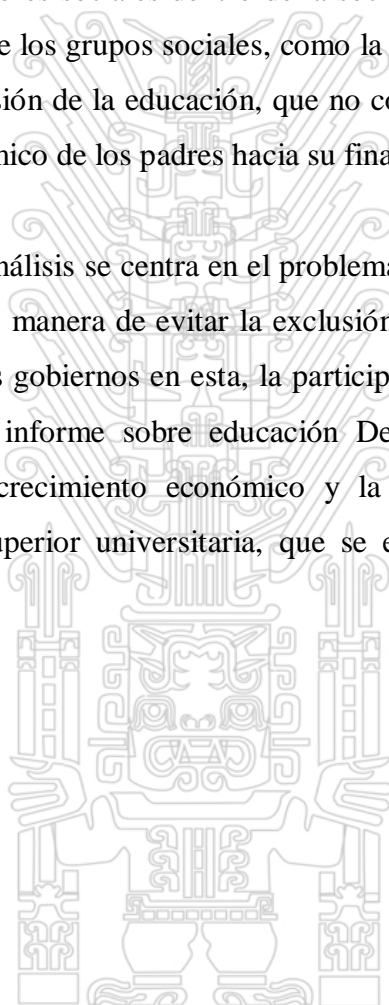 e los grupos sociales, como la
sión de la educación, que no co
mico de los padres hacia su fina
nálisis se centra en el problema
manera de evitar la exclusión
s gobiernos en esta, la particip
informe sobre educación De
crecimiento económico y la
uperior universitaria, que se e